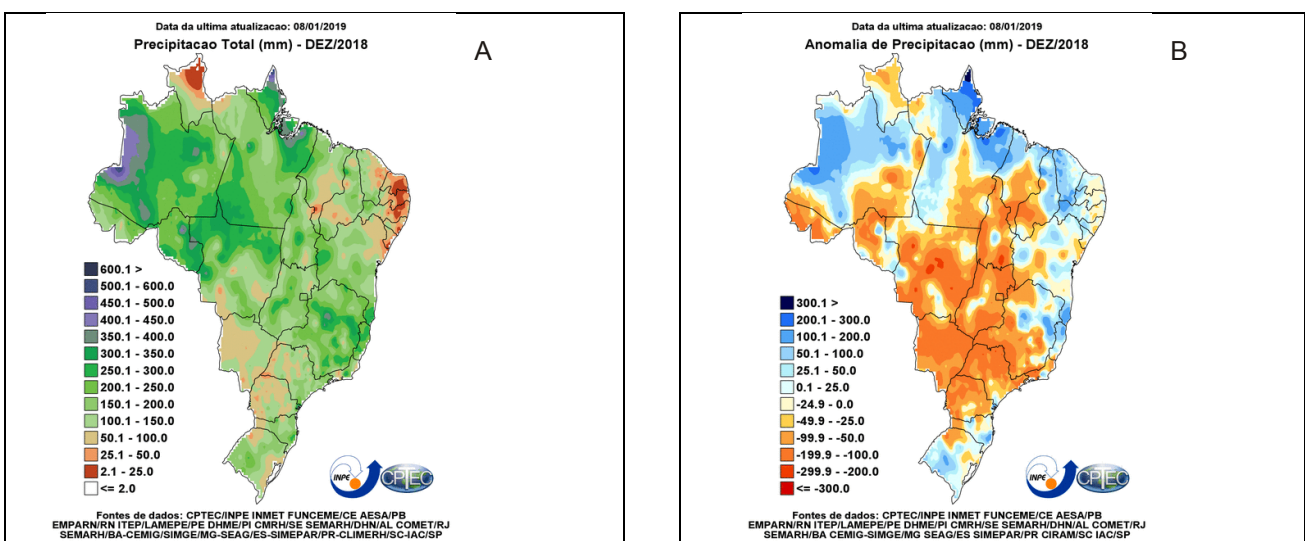 Data da ultima atualizacao: 08/01/2019
Precipitacao Total (mm) - DEZ/2018
A
600.1 >
500.1 - 600.0
450.1 - 500.0
400.1 - 450.0
350.1 - 400.0
300.1 - 350.0
250.1 - 300.0
200.1 - 250.0
150.1 - 200.0
100.1 - 150.0
50.1 - 100.0
25.1 - 50.0
2.1 - 25.0
<= 2.0
INPE
CPTEC
Fontes de dados: CPTEC/INPE INMET FUNCEME/CE AESA/PB
EMPARN/RN ITEP/LAMEPE/PE DHME/PI CMRH/SE SEMARH/DHN/AL COMET/RJ
SEMARH/BA-CEMIG/SIMGE/MG-SEAG/ES-SIMEPAR/PR-CLIMERH/SC-IAC/SP
Data da ultima atualizacao: 08/01/2019
Anomalia de Precipitacao (mm) - DEZ/2018
B
300.1 >
200.1 - 300.0
100.1 - 200.0
50.1 - 100.0
25.1 - 50.0
0.1 - 25.0
-24.9 - 0.0
-49.9 - -25.0
-99.9 - -50.0
-199.9 - -100.0
-299.9 - -200.0
<= -300.0
INPE
CPTEC
Fontes de dados: CPTEC/INPE INMET FUNCEME/CE AESA/PB
EMPARN/RN ITEP/LAMEPE/PE DHME/PI CMRH/SE SEMARH/DHN/AL COMET/RJ
SEMARH/BA CEMIG-SIMGE/MG SEAG/ES SIMEPAR/PR CIRAM/SC IAC/SP